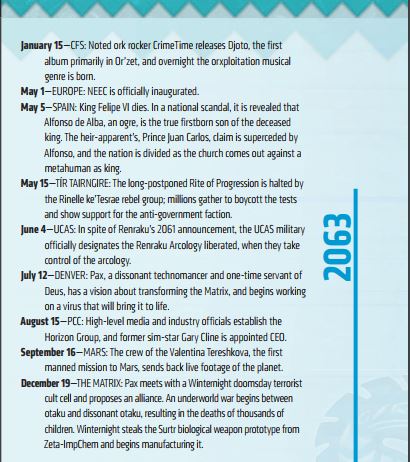 January 15—CFS: Noted ork rocker CrimeTime releases Djoto, the first
album primarily in Or'zet, and overnight the orxploitation musical
genre is born.
May 1—EUROPE: NEEC is officially inaugurated.
May 5—SPAIN: King Felipe VI dies. In a national scandal, it is revealed that
Alfonso de Alba, an ogre, is the true firstborn son of the deceased
king. The heir-apparent's, Prince Juan Carlos, claim is superceded by
Alfonso, and the nation is divided as the church comes out against a
metahuman as king.
May 15—TÍR TAIRNGIRE: The long-postponed Rite of Progression is halted by
the Rinelle ke'Tesrae rebel group; millions gather to boycott the tests
and show support for the anti-government faction.
June 4—UCAS: In spite of Renraku's 2061 announcement, the UCAS military
officially designates the Renraku Arcology liberated, when they take
control of the arcology.
July 12—DENVER: Pax, a dissonant technomancer and one-time servant of
Deus, has a vision about transforming the Matrix, and begins working
on a virus that will bring it to life.
August 15—PCC: High-level media and industry officials establish the
Horizon Group, and former sim-star Gary Cline is appointed CEO.
September 16—MARS: The crew of the Valentina Tereshkova, the first
manned mission to Mars, sends back live footage of the planet.
December 19—THE MATRIX: Pax meets with a Winternight doomsday terrorist
cult cell and proposes an alliance. An underworld war begins between
otaku and dissonant otaku, resulting in the deaths of thousands of
children. Winternight steals the Surtr biological weapon prototype from
Zeta-ImpChem and begins manufacturing it.
2063